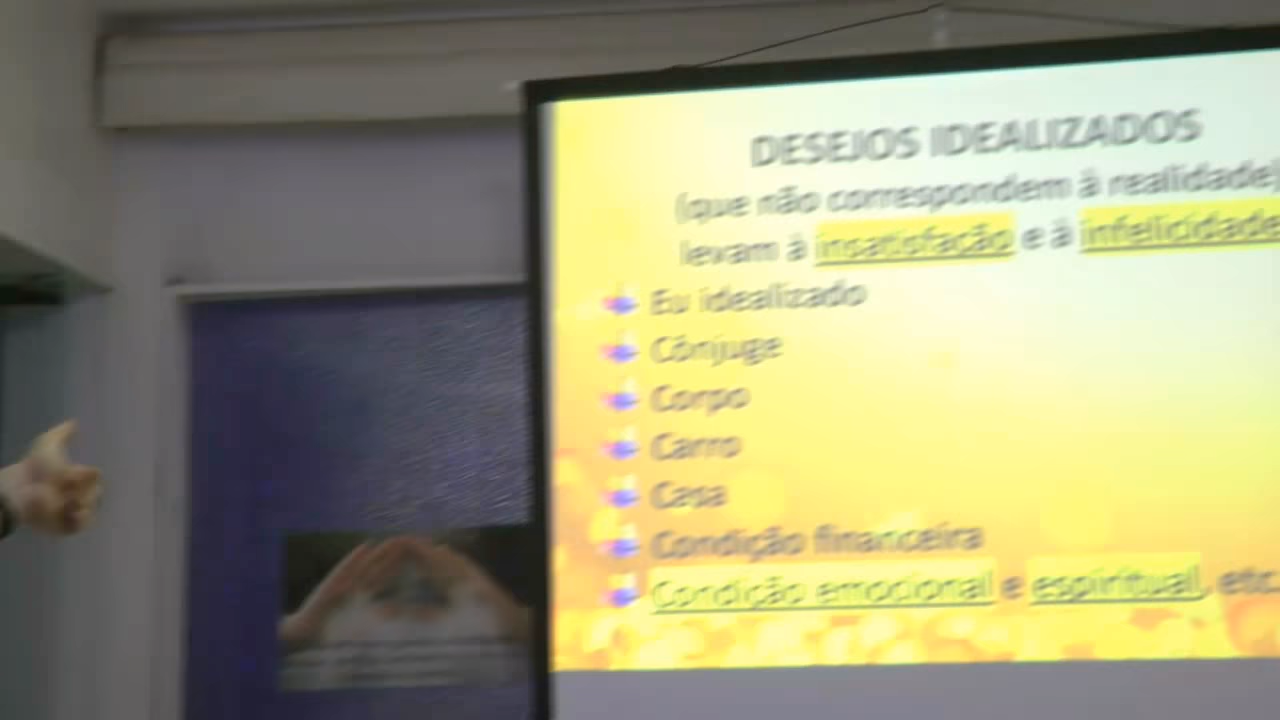 DESEJOS IDEALIZADOS
(que não correspondem à realidade)
levam à insatisfação e à infelicidade
Eu idealizado
Cônjuge
Corpo
Carro
Casa
Condição financeira
Condição emocional e espiritual, etc.